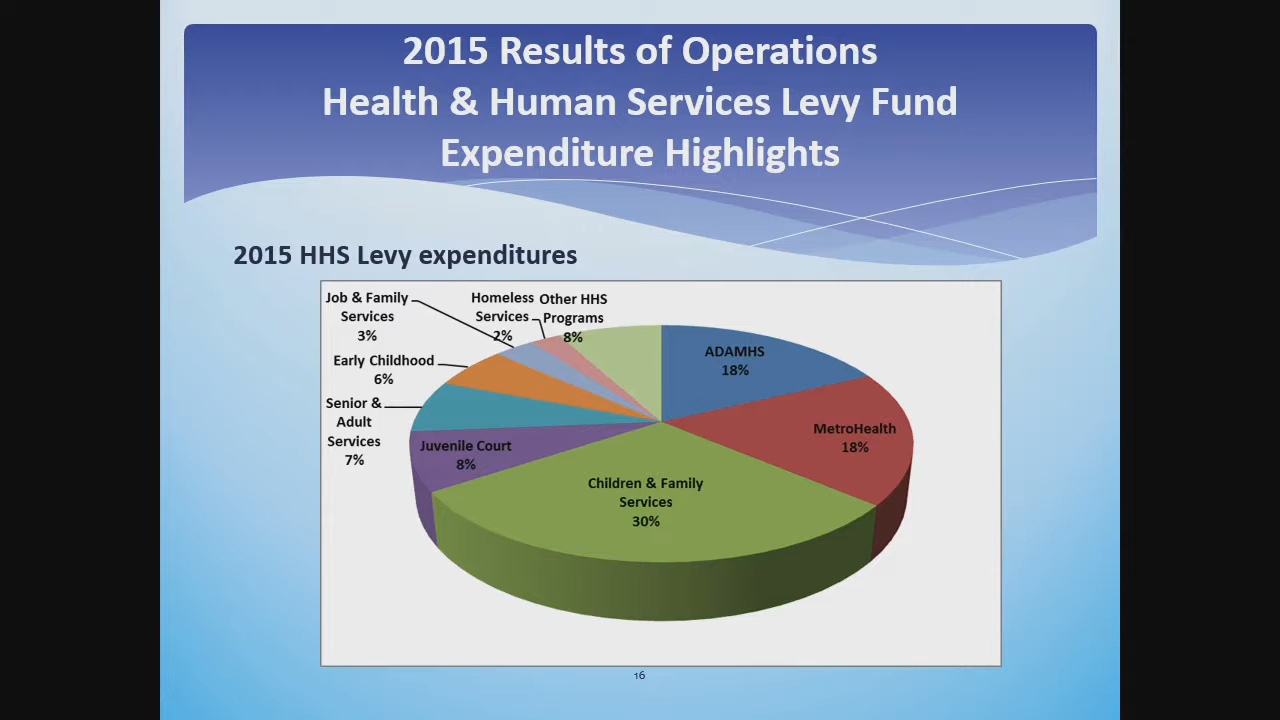 2015 Results of Operations
Health & Human Services Levy Fund
Expenditure Highlights
2015 HHS Levy expenditures
Job & Family
Services
3%
Homeless
Services
2%
Other HHS
Programs
8%
ADAMHS
18%
Early Childhood
6%
Senior &
Adult
Services
7%
MetroHealth
18%
Juvenile Court
8%
Children & Family
Services
30%
16